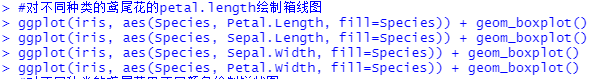 > #对不同种类的鸢尾花的petal.length绘制箱线图
> ggplot(iris, aes(Species, Petal.Length, fill=Species)) + geom_boxplot()
> ggplot(iris, aes(Species, Sepal.Length, fill=Species)) + geom_boxplot()
> ggplot(iris, aes(Species, Sepal.Width, fill=Species)) + geom_boxplot()
> ggplot(iris, aes(Species, Petal.Width, fill=Species)) + geom_boxplot()